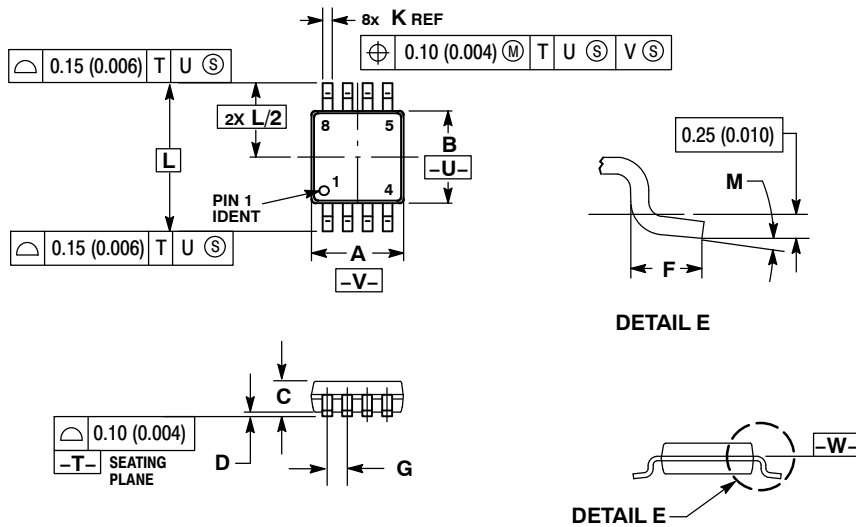 8x K REF
⌖ 0.10 (0.004) Ⓜ T U Ⓢ V Ⓢ
⌓ 0.15 (0.006) T U Ⓢ
2X L/2
L
8 5
B
-U-
1
4
PIN 1
IDENT
⌓ 0.15 (0.006) T U Ⓢ
A
-V-
0.25 (0.010)
M
F
DETAIL E
C
⌓ 0.10 (0.004)
-T- SEATING
PLANE
D
G
-W-
DETAIL E